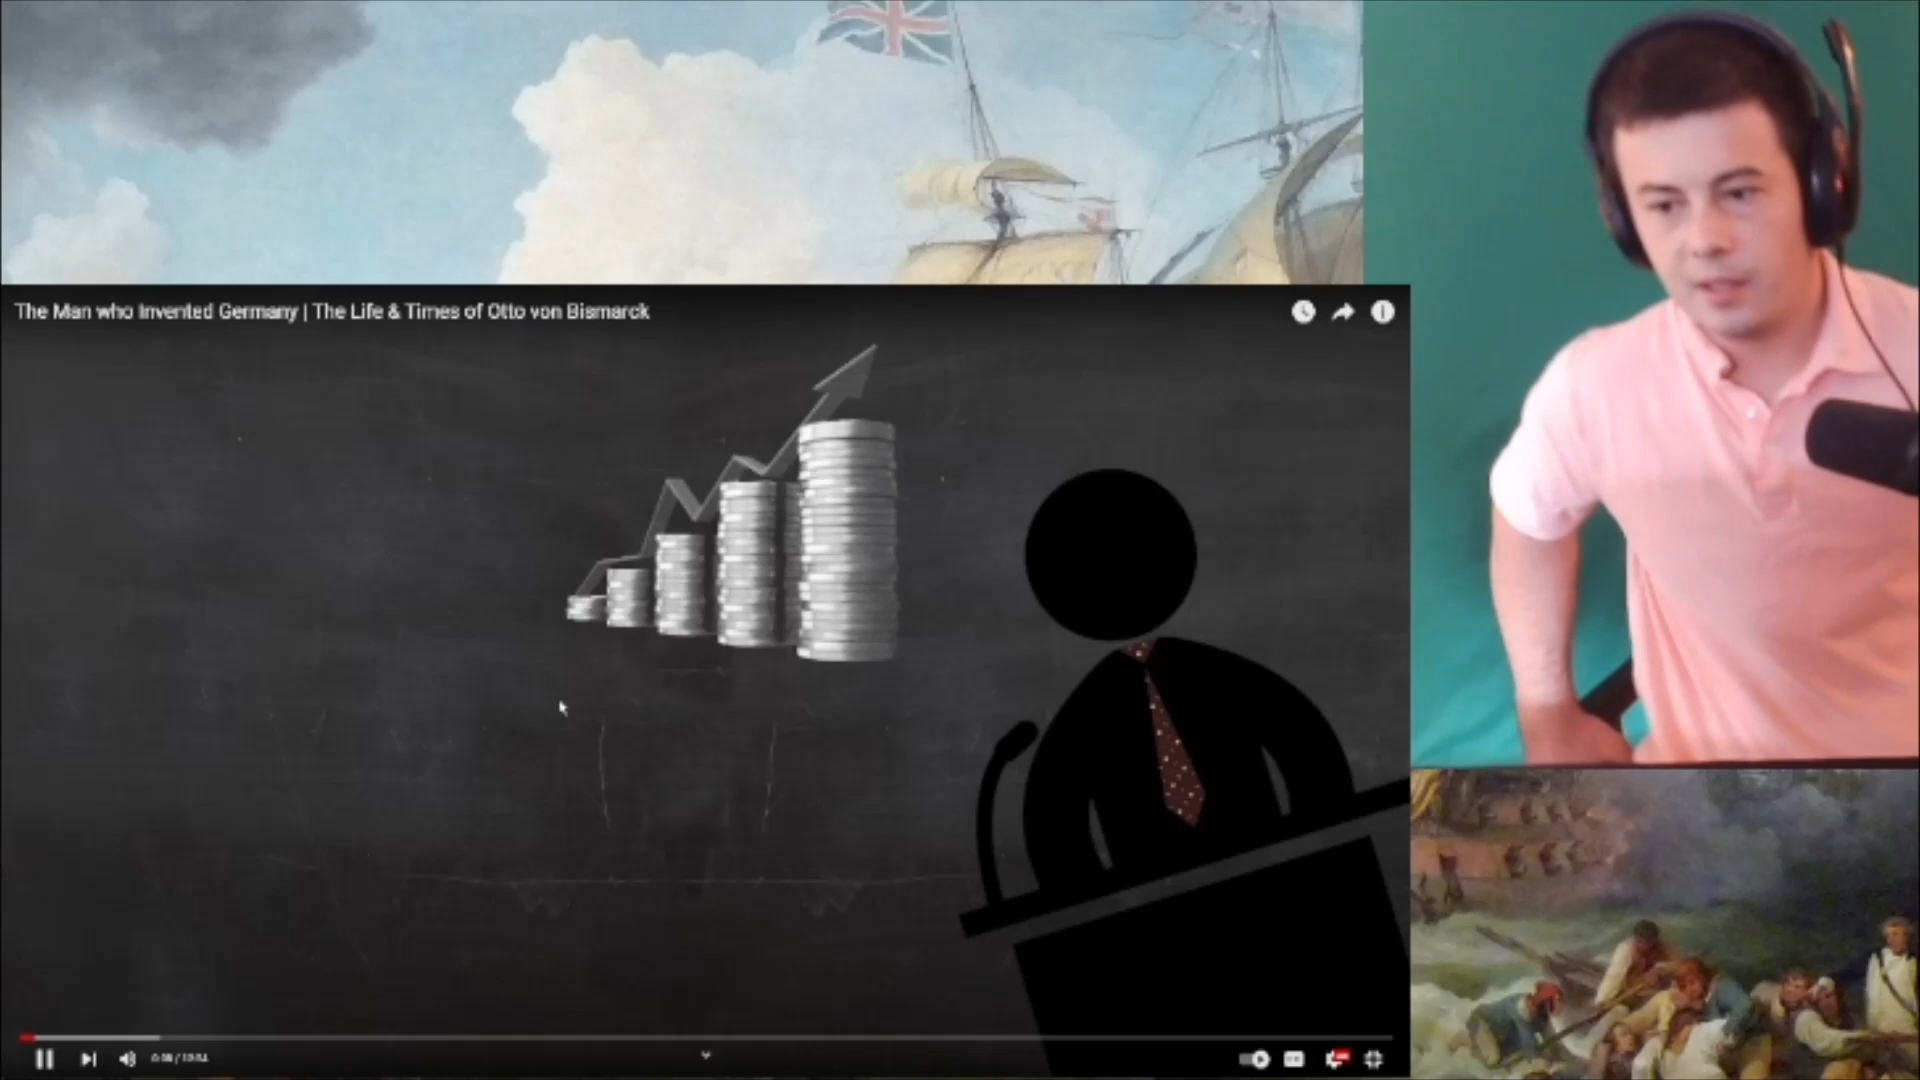 The Man who Invented Germany | The Life & Times of Otto von Bismarck